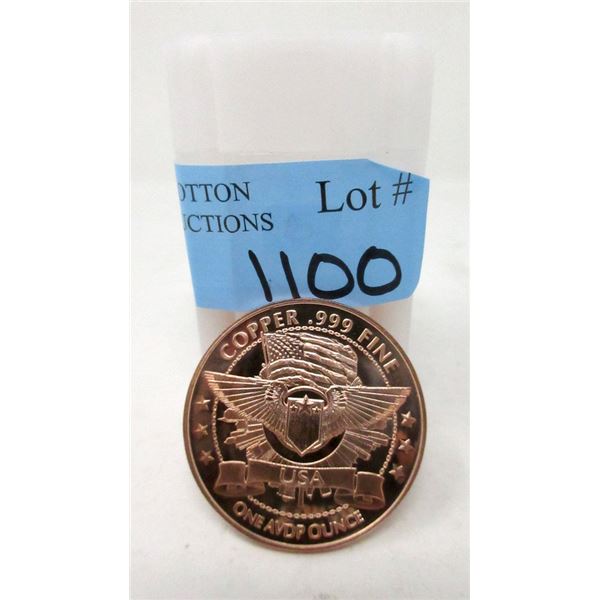 OTTON
UCTIONS
Lot #
1100
COPPER .999 FINE
USA
ONE AVDP OUNCE